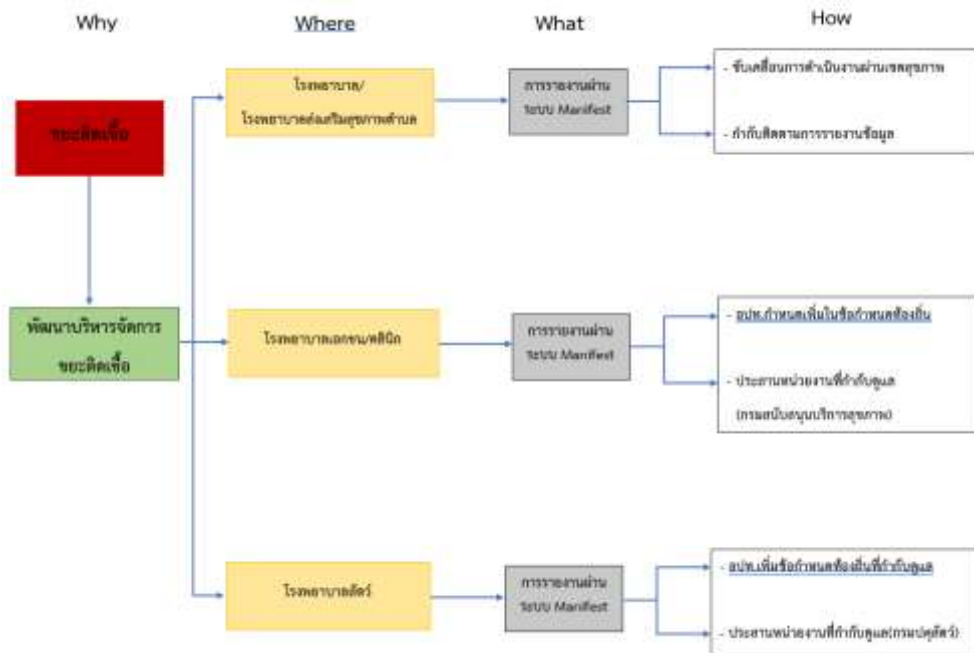 Why
Where
What
How
ขยะติดเชื้อ
พัฒนาบริหารจัดการ
ขยะติดเชื้อ
โรงพยาบาล/
โรงพยาบาลส่งเสริมสุขภาพตำบล
การรายงานผ่าน
ระบบ Manifest
- ขับเคลื่อนการดำเนินงานผ่านเขตสุขภาพ
- กำกับติดตามการรายงานข้อมูล
โรงพยาบาลเอกชน/คลินิก
การรายงานผ่าน
ระบบ Manifest
- อปท.กำหนดเพิ่มในข้อกำหนดท้องถิ่น
- ประสานหน่วยงานที่กำกับดูแล
(กรมสนับสนุนบริการสุขภาพ)
โรงพยาบาลสัตว์
การรายงานผ่าน
ระบบ Manifest
- อปท.เพิ่มข้อกำหนดท้องถิ่นที่กำกับดูแล
- ประสานหน่วยงานที่กำกับดูแล(กรมปศุสัตว์)